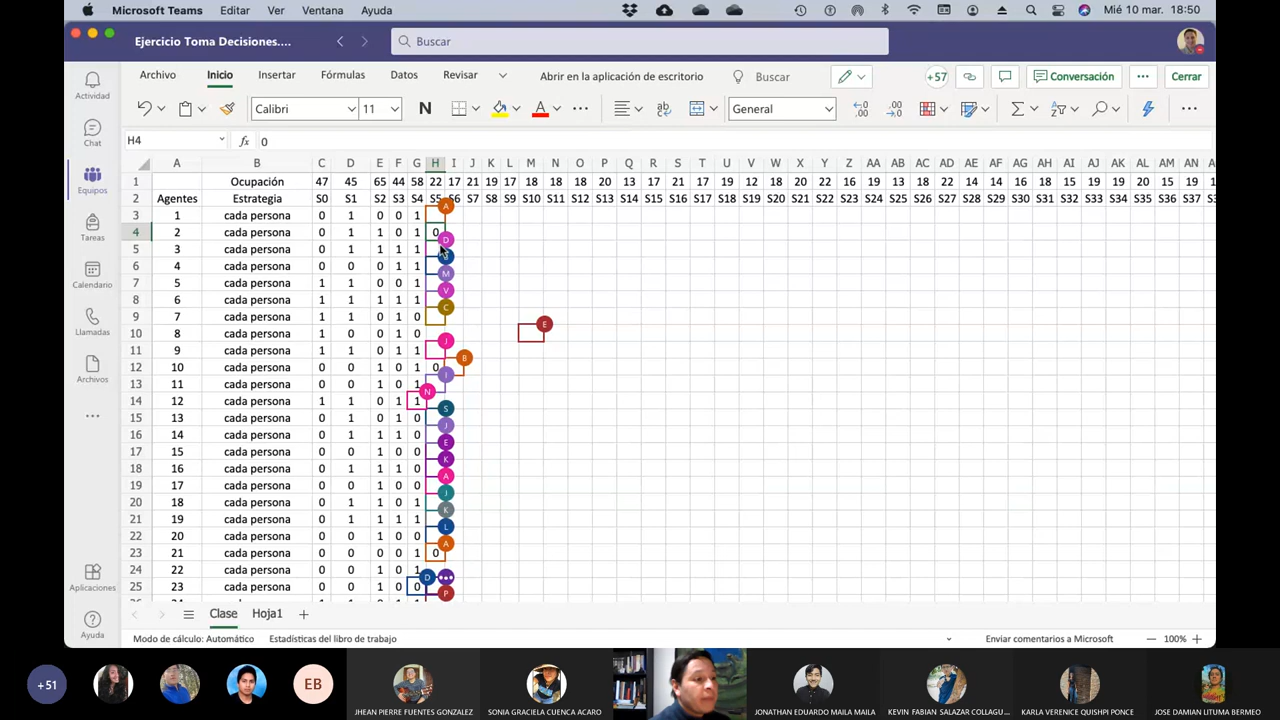 Microsoft Teams Editar Ver Ventana Ayuda Mié 10 mar. 18:50
Ejercicio Toma Decisiones.... Buscar
Archivo Inicio Insertar Fórmulas Datos Revisar Abrir en la aplicación de escritorio Buscar +57 Conversación ... Cerrar
Calibri 11 N A General
H4 fx 0
A B C D E F G H I J K L M N O P Q R S T U V W X Y Z AA AB AC AD AE AF AG AH AI AJ AK AL AM AN
1 Ocupación 47 45 65 44 58 22 17 21 19 17 18 18 18 20 13 17 21 17 18 12 20 20 22 16 19 13 18 22 14 14 16 18 13 15 12 17 18
2 Agentes Estrategia S0 S1 S2 S3 S4 S5 S6 S7 S8 S9 S10 S11 S12 S13 S14 S15 S16 S17 S18 S19 S20 S21 S22 S23 S24 S25 S26 S27 S28 S29 S30 S31 S32 S33 S34 S35 S36
3 1 cada persona 0 1 0 0 1 A
4 2 cada persona 0 1 1 0 1 0 D
5 3 cada persona 0 1 1 1 1
6 4 cada persona 0 0 0 1 1 M
7 5 cada persona 1 1 0 0 1 V
8 6 cada persona 1 1 1 1 1 C
9 7 cada persona 1 1 0 1 0 E
10 8 cada persona 1 0 1 0 J
11 9 cada persona 1 1 0 1 1 B
12 10 cada persona 0 0 1 0 1 0 I
13 11 cada persona 0 0 1 0 1 N
14 12 cada persona 1 1 0 1 1 S
15 13 cada persona 0 0 1 1 0 J
16 14 cada persona 0 1 1 1 0 E
17 15 cada persona 0 0 1 0 0 K
18 16 cada persona 0 1 1 1 0 A
19 17 cada persona 0 0 1 0 0 J
20 18 cada persona 0 1 1 0 1 K
21 19 cada persona 0 1 1 1 1 L
22 20 cada persona 0 0 1 0 0 A
23 21 cada persona 0 0 0 0 1 0
24 22 cada persona 0 0 1 0 1 D
25 23 cada persona 0 0 1 0 0 P
Actividad
Chat
Equipos
Tareas
Calendario
Llamadas
Archivos
Aplicaciones
Ayuda
Clase Hoja1
Modo de cálculo: Automático Estadísticas del libro de trabajo Enviar comentarios a Microsoft 100%
+51 EB JHEAN PIERRE FUENTES GONZALEZ SONIA GRACIELA CUENCA ACARO JONATHAN EDUARDO MAILA MAILA KEVIN FABIAN SALAZAR COLLAGU... KARLA VERENICE QUISHPI PONCE JOSE DAMIAN LITUMA BERMEO